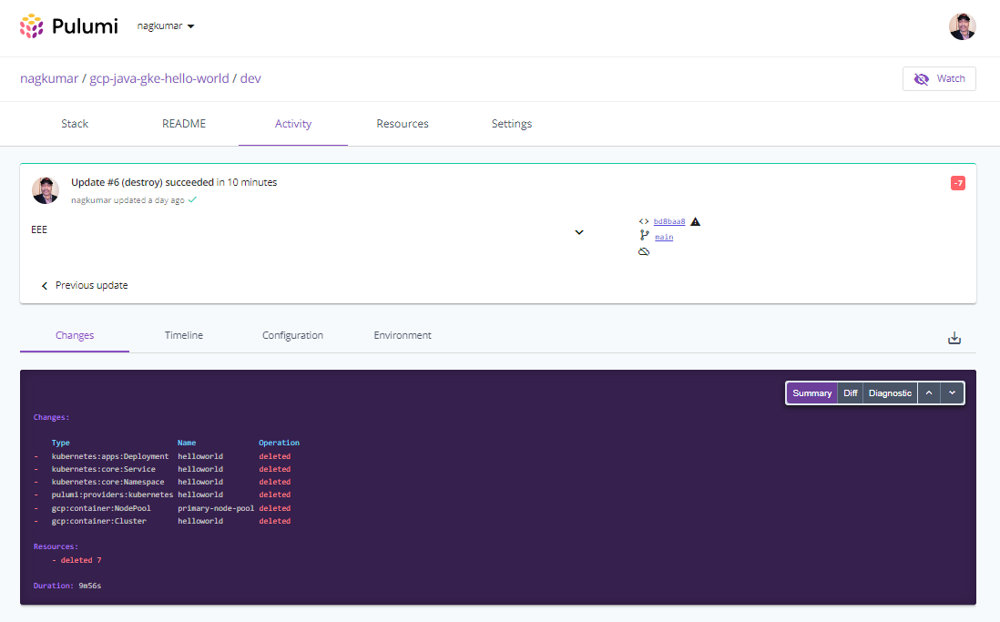 Pulumi nagkumar
nagkumar / gcp-java-gke-hello-world / dev
Watch
Stack README Activity Resources Settings
Update #6 (destroy) succeeded in 10 minutes
-7
nagkumar updated a day ago
EEE
bd8baa8
main
Previous update
Changes Timeline Configuration Environment
Summary Diff Diagnostic
Changes:
Type Name Operation
- kubernetes:apps:Deployment helloworld deleted
- kubernetes:core:Service helloworld deleted
- kubernetes:core:Namespace helloworld deleted
- pulumi:providers:kubernetes helloworld deleted
- gcp:container:NodePool primary-node-pool deleted
- gcp:container:Cluster helloworld deleted
Resources:
- deleted 7
Duration: 9m56s